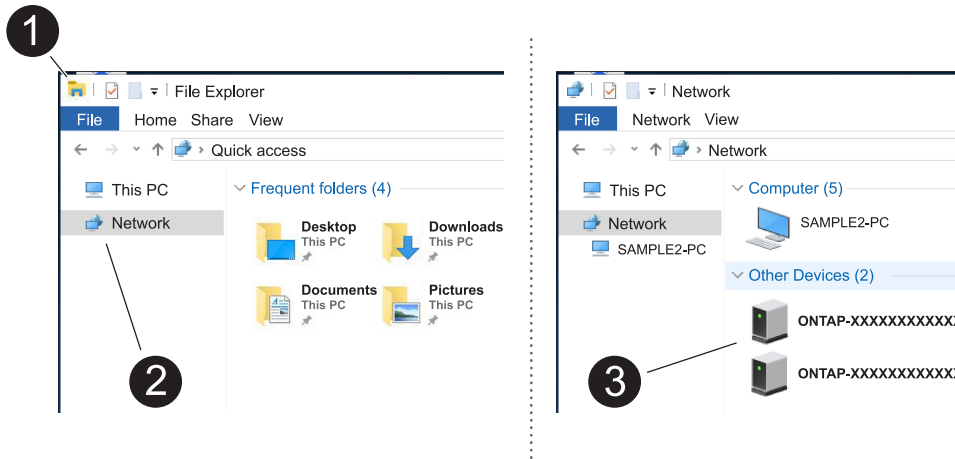 1
File Explorer
File Home Share View
Quick access
This PC
Network
Frequent folders (4)
Desktop
This PC
Downloads
This PC
Documents
This PC
Pictures
This PC
2
Network
File Network View
Network
This PC
Network
SAMPLE2-PC
Computer (5)
SAMPLE2-PC
Other Devices (2)
ONTAP-XXXXXXXXXXX
ONTAP-XXXXXXXXXXX
3